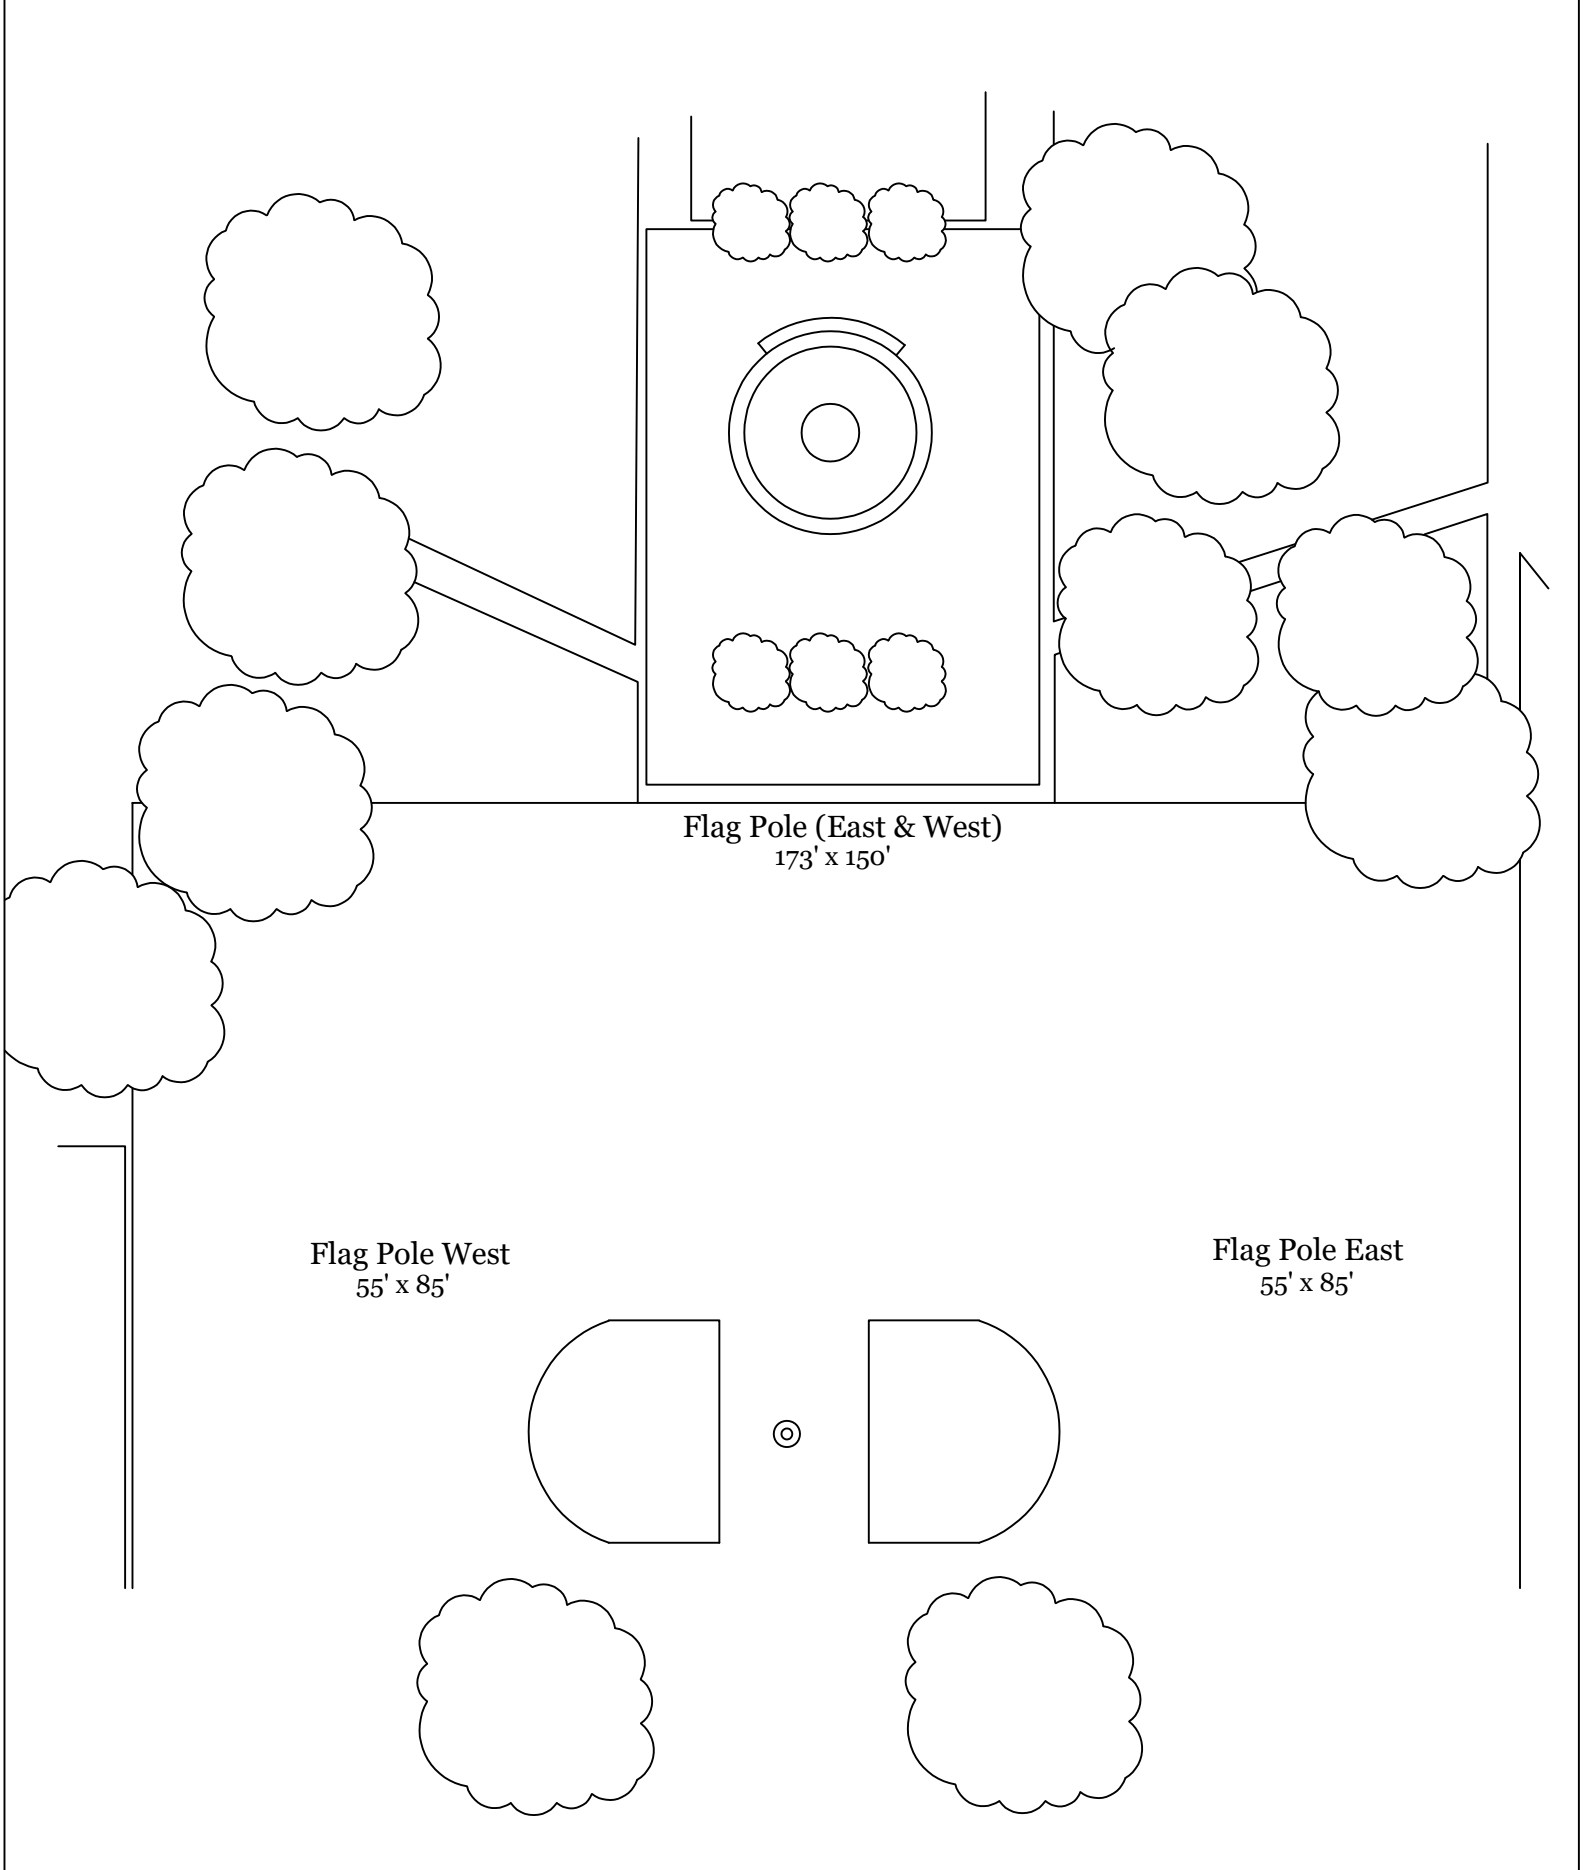 Flag Pole (East & West)
173' x 150'
Flag Pole West
55' x 85'
Flag Pole East
55' x 85'